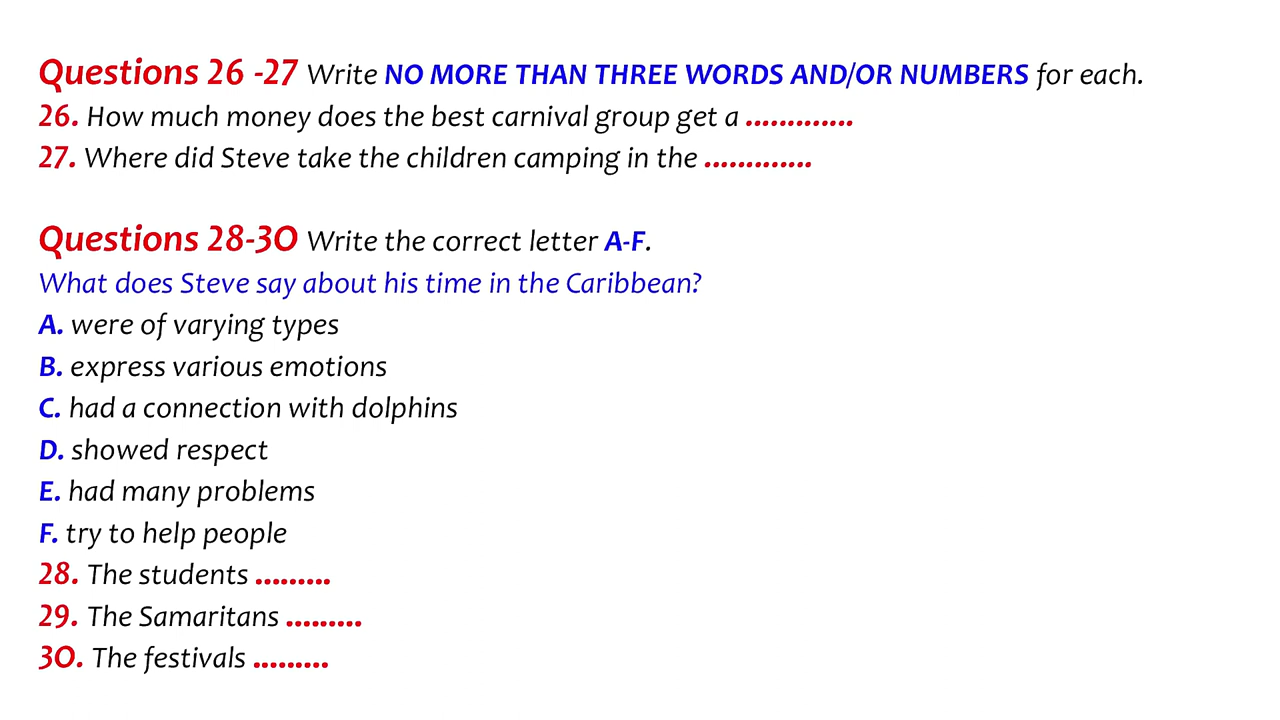 Questions 26 -27 Write NO MORE THAN THREE WORDS AND/OR NUMBERS for each.
26. How much money does the best carnival group get a .............
27. Where did Steve take the children camping in the .............
Questions 28-30 Write the correct letter A-F.
What does Steve say about his time in the Caribbean?
A. were of varying types
B. express various emotions
C. had a connection with dolphins
D. showed respect
E. had many problems
F. try to help people
28. The students .........
29. The Samaritans .........
30. The festivals .........